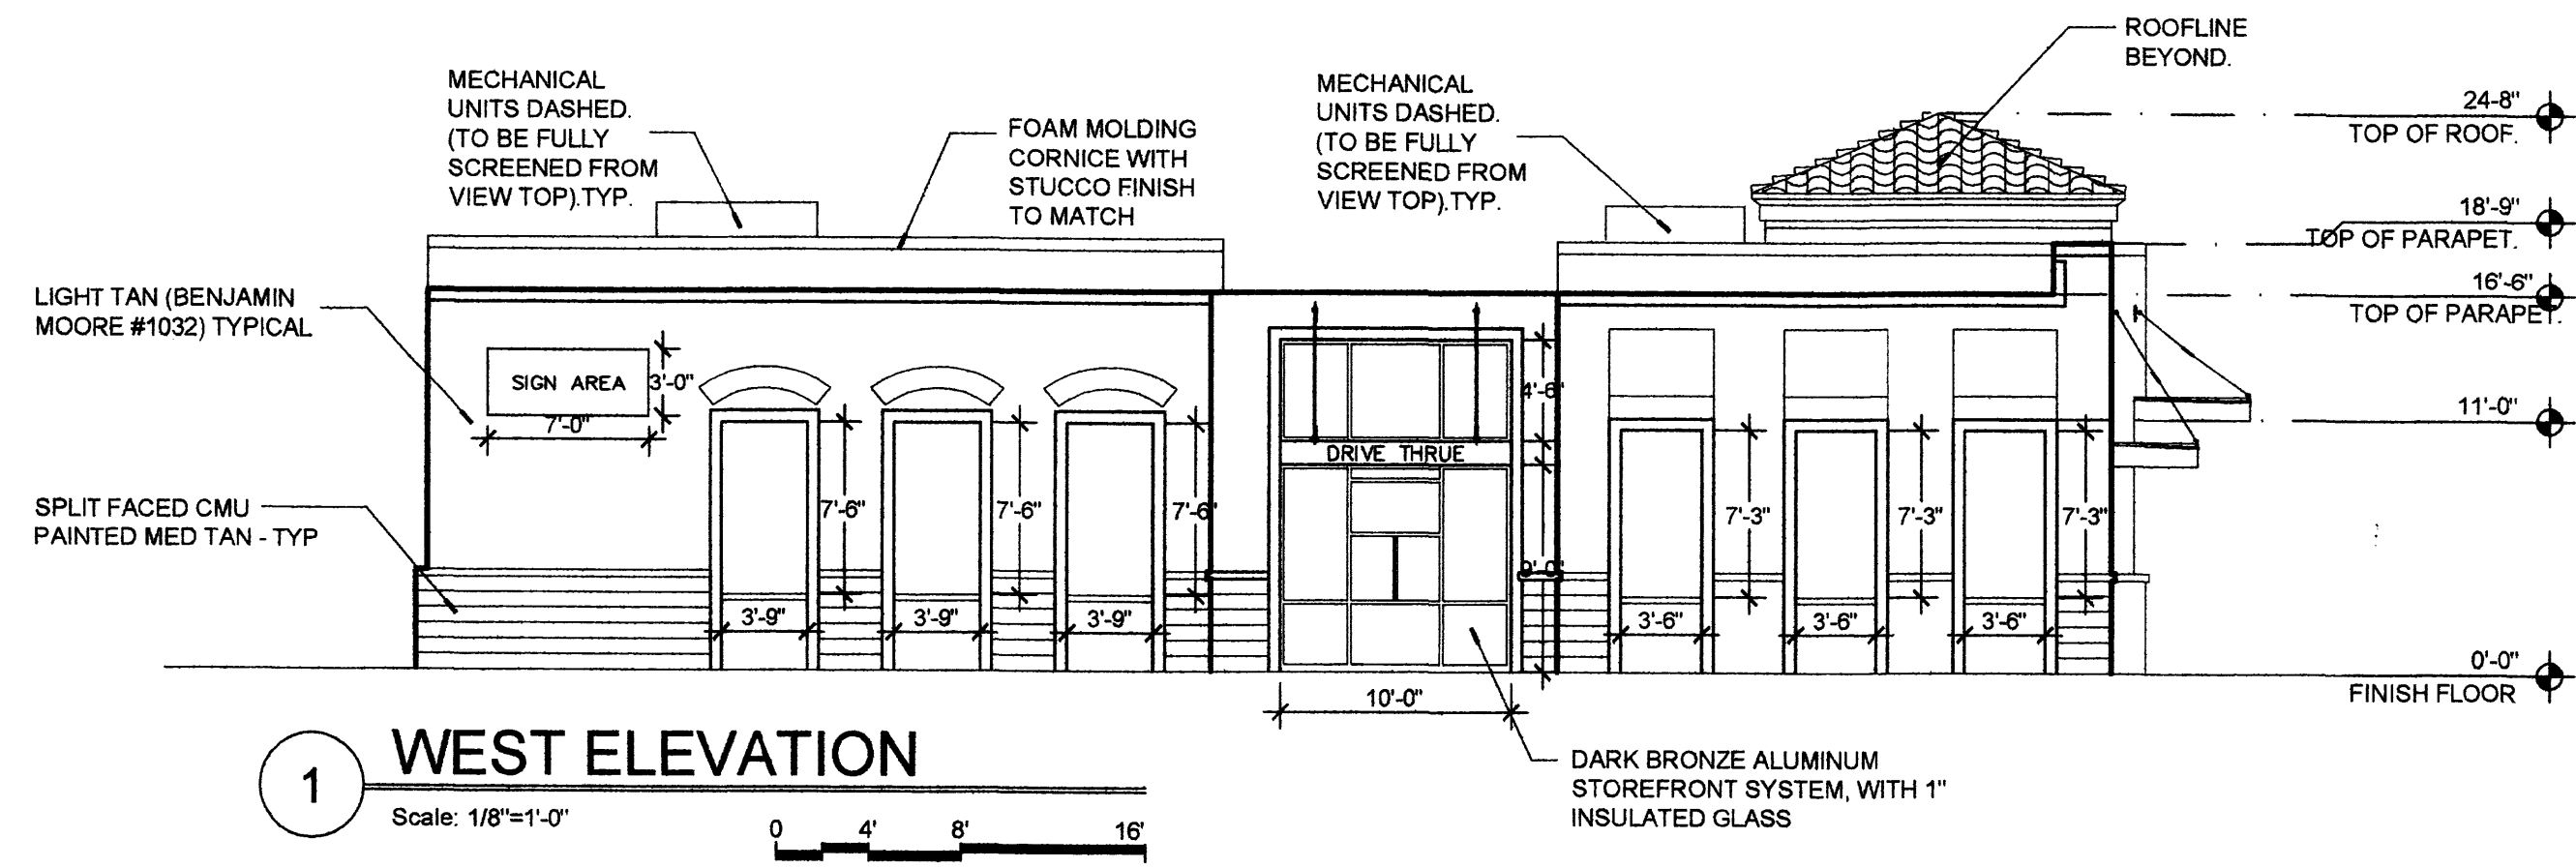 MECHANICAL
UNITS DASHED.
(TO BE FULLY
SCREENED FROM
VIEW TOP).TYP.
FOAM MOLDING
CORNICE WITH
STUCCO FINISH
TO MATCH
MECHANICAL
UNITS DASHED.
(TO BE FULLY
SCREENED FROM
VIEW TOP).TYP.
ROOFLINE
BEYOND.
24-8"
TOP OF ROOF.
18'-9"
TOP OF PARAPET.
16'-6"
TOP OF PARAPET.
11'-0"
0'-0"
FINISH FLOOR
LIGHT TAN (BENJAMIN
MOORE #1032) TYPICAL
SPLIT FACED CMU
PAINTED MED TAN - TYP
SIGN AREA
3'-0"
7'-0"
7'-6"
7'-6"
7'-6"
3'-9"
3'-9"
3'-9"
4'-6"
DRIVE THRUE
9'-0"
10'-0"
7'-3"
7'-3"
7'-3"
3'-6"
3'-6"
3'-6"
DARK BRONZE ALUMINUM
STOREFRONT SYSTEM, WITH 1"
INSULATED GLASS
1
WEST ELEVATION
Scale: 1/8"=1'-0"
0 4' 8' 16'